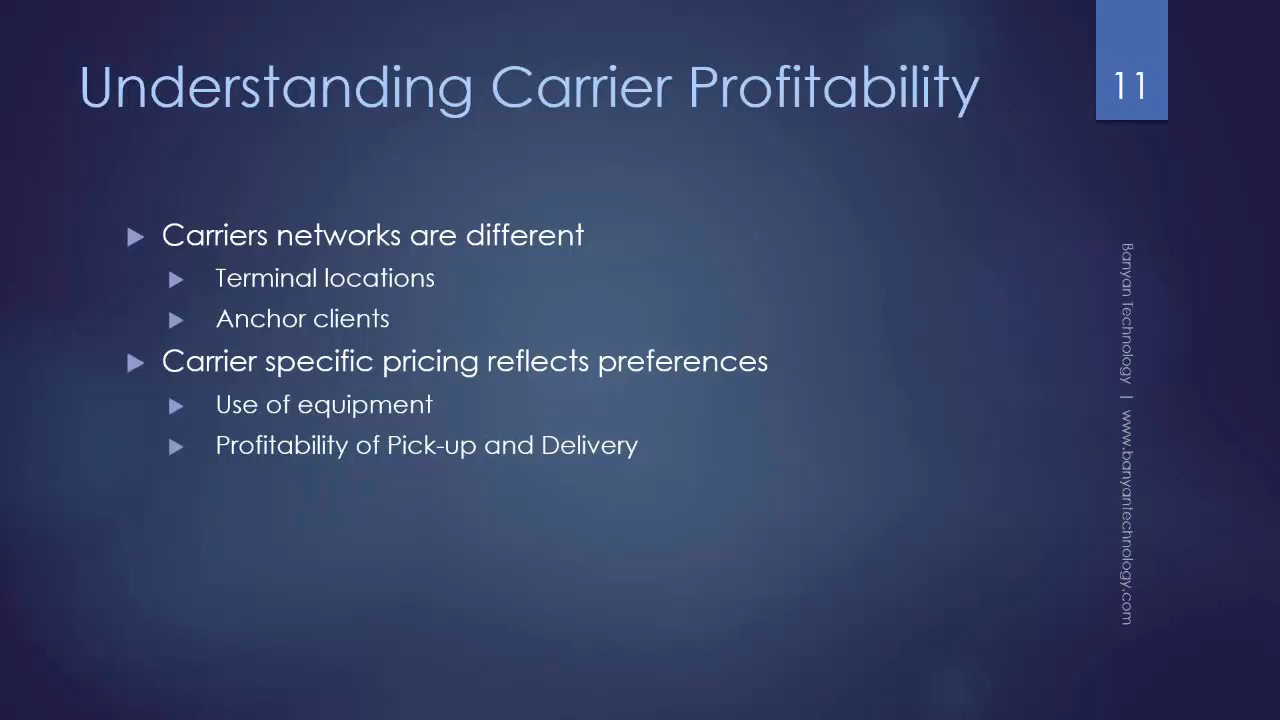 Understanding Carrier Profitability
11
Carriers networks are different
Terminal locations
Anchor clients
Carrier specific pricing reflects preferences
Use of equipment
Profitability of Pick-up and Delivery
Banyan Technology | www.banyantechnology.com